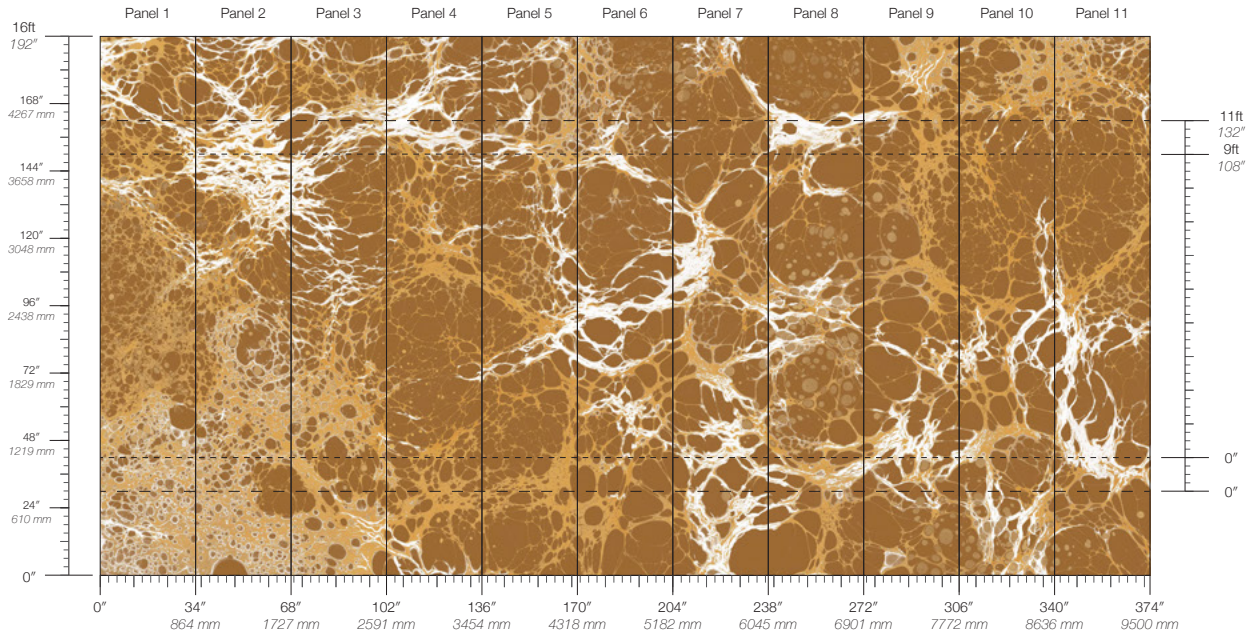 Panel 1 Panel 2 Panel 3 Panel 4 Panel 5 Panel 6 Panel 7 Panel 8 Panel 9 Panel 10 Panel 11
16ft
192″
168″
4267 mm
144″
3658 mm
120″
3048 mm
96″
2438 mm
72″
1829 mm
48″
1219 mm
24″
610 mm
0″
11ft
132″
9ft
108″
0″
0″
0″ 34″ 68″ 102″ 136″ 170″ 204″ 238″ 272″ 306″ 340″ 374″
864 mm 1727 mm 2591 mm 3454 mm 4318 mm 5182 mm 6045 mm 6901 mm 7772 mm 8636 mm 9500 mm